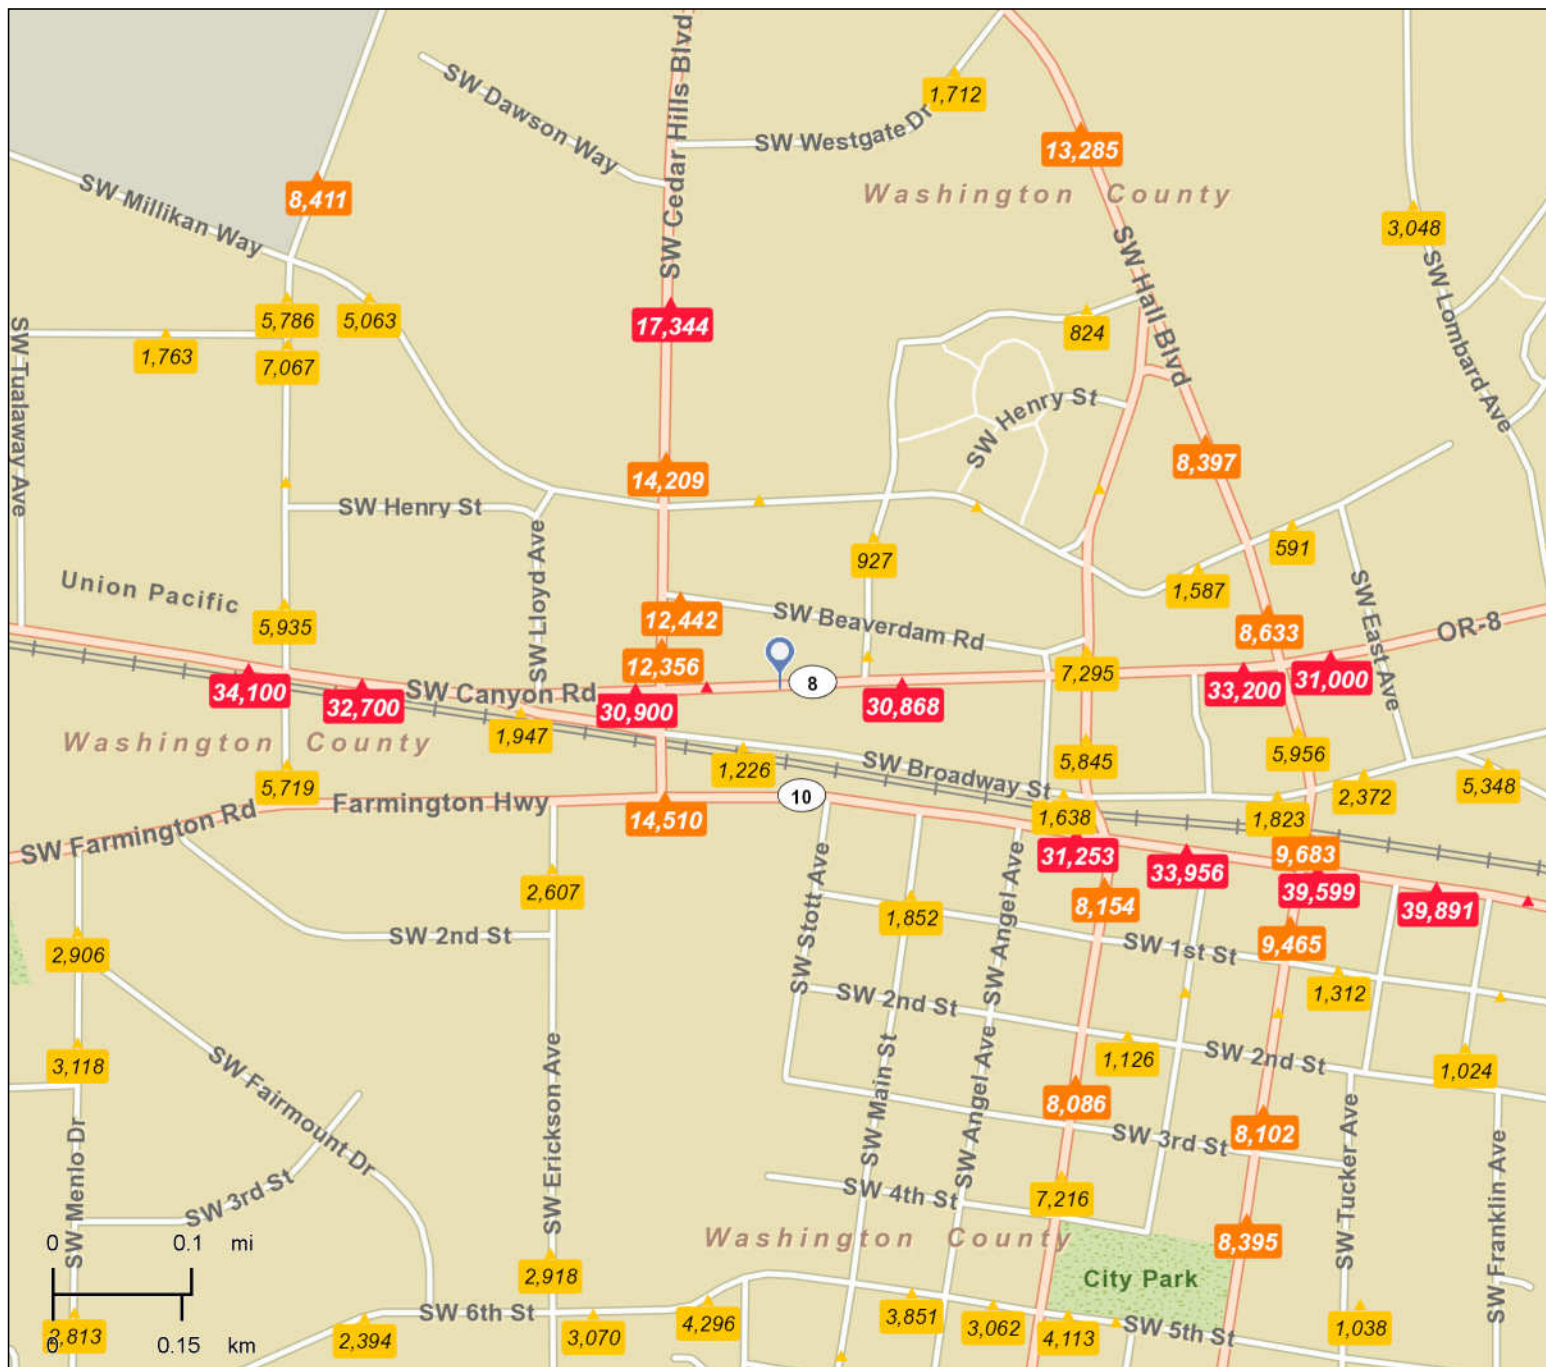 SW Cedar Hills Blvd
SW Dawson Way
1,712
SW Westgate Dr
13,285
Washington County
SW Millikan Way
8,411
3,048
SW Hall Blvd
SW Lombard Ave
5,786
5,063
17,344
824
SW Tualaway Ave
1,763
7,067
SW Henry St
14,209
8,397
SW Henry St
SW Lloyd Ave
927
591
1,587
SW East Ave
Union Pacific
5,935
12,442
SW Beaverdam Rd
8,633
OR-8
12,356
7,295
34,100
32,700
SW Canyon Rd
30,900
8
30,868
33,200
31,000
Washington County
1,947
1,226
SW Broadway St
5,845
5,956
5,719
Farmington Hwy
10
2,372
5,348
SW Farmington Rd
14,510
1,638
1,823
31,253
33,956
9,683
39,599
39,891
2,607
SW Stott Ave
1,852
SW Angel Ave
8,154
SW 2nd St
SW 1st St
9,465
2,906
1,312
SW 2nd St
3,118
SW Fairmount Dr
SW Erickson Ave
SW Main St
SW Angel Ave
1,126
SW 2nd St
1,024
8,086
SW 3rd St
8,102
SW Tucker Ave
SW Franklin Ave
SW Menlo Dr
SW 3rd St
SW 4th St
7,216
Washington County
8,395
0 0.1 mi
City Park
2,918
SW 6th St
4,296
3,851
3,062
4,113
SW 5th St
1,038
3,813
2,394
3,070
0 0.15 km